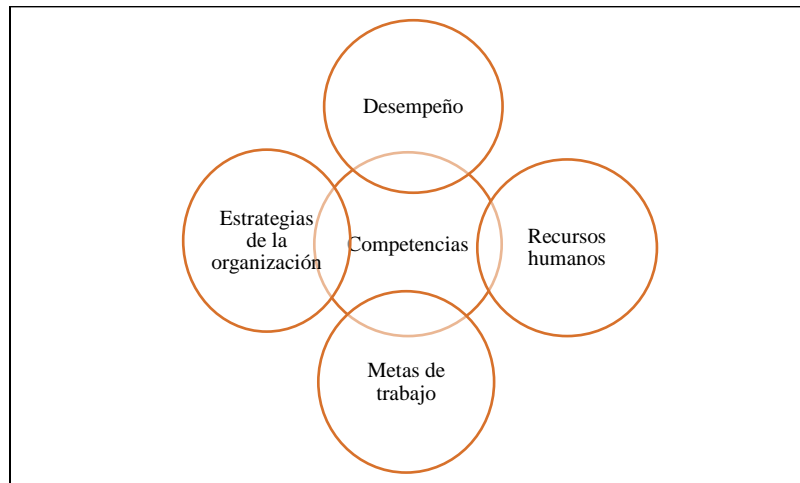 Desempeño
Estrategias
de la
organización
Competencias
Recursos
humanos
Metas de
trabajo